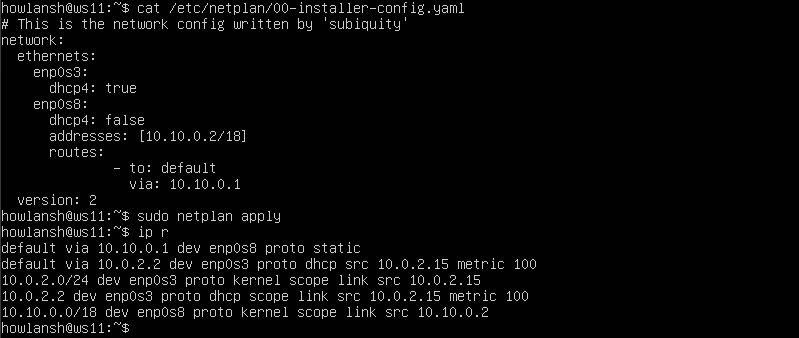 howlansh@ws11:~$ cat /etc/netplan/00-installer-config.yaml
# This is the network config written by 'subiquity'
network:
  ethernets:
    enp0s3:
      dhcp4: true
    enp0s8:
      dhcp4: false
      addresses: [10.10.0.2/18]
      routes:
              - to: default
                via: 10.10.0.1
  version: 2
howlansh@ws11:~$ sudo netplan apply
howlansh@ws11:~$ ip r
default via 10.10.0.1 dev enp0s8 proto static
default via 10.0.2.2 dev enp0s3 proto dhcp src 10.0.2.15 metric 100
10.0.2.0/24 dev enp0s3 proto kernel scope link src 10.0.2.15
10.0.2.2 dev enp0s3 proto dhcp scope link src 10.0.2.15 metric 100
10.10.0.0/18 dev enp0s8 proto kernel scope link src 10.10.0.2
howlansh@ws11:~$